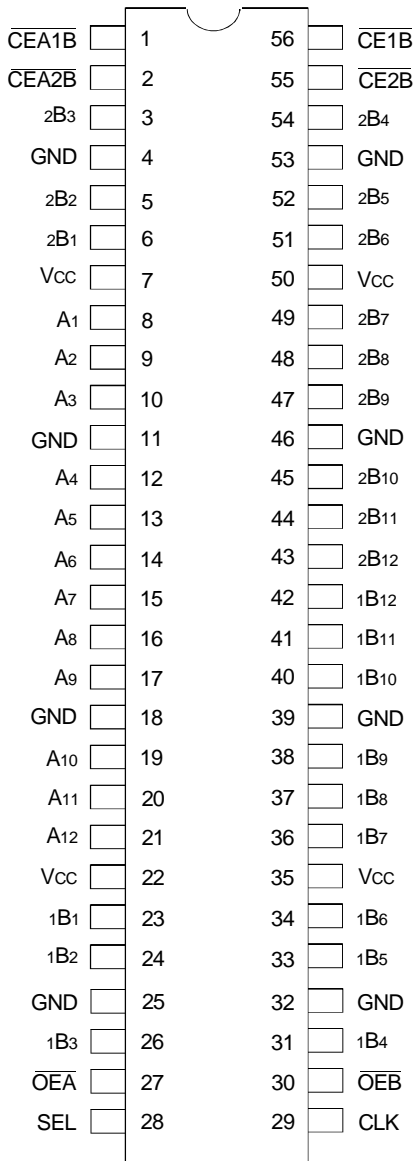 CEA1B 1 56 CE1B
CEA2B 2 55 CE2B
2B3 3 54 2B4
GND 4 53 GND
2B2 5 52 2B5
2B1 6 51 2B6
VCC 7 50 VCC
A1 8 49 2B7
A2 9 48 2B8
A3 10 47 2B9
GND 11 46 GND
A4 12 45 2B10
A5 13 44 2B11
A6 14 43 2B12
A7 15 42 1B12
A8 16 41 1B11
A9 17 40 1B10
GND 18 39 GND
A10 19 38 1B9
A11 20 37 1B8
A12 21 36 1B7
VCC 22 35 VCC
1B1 23 34 1B6
1B2 24 33 1B5
GND 25 32 GND
1B3 26 31 1B4
OEA 27 30 OEB
SEL 28 29 CLK